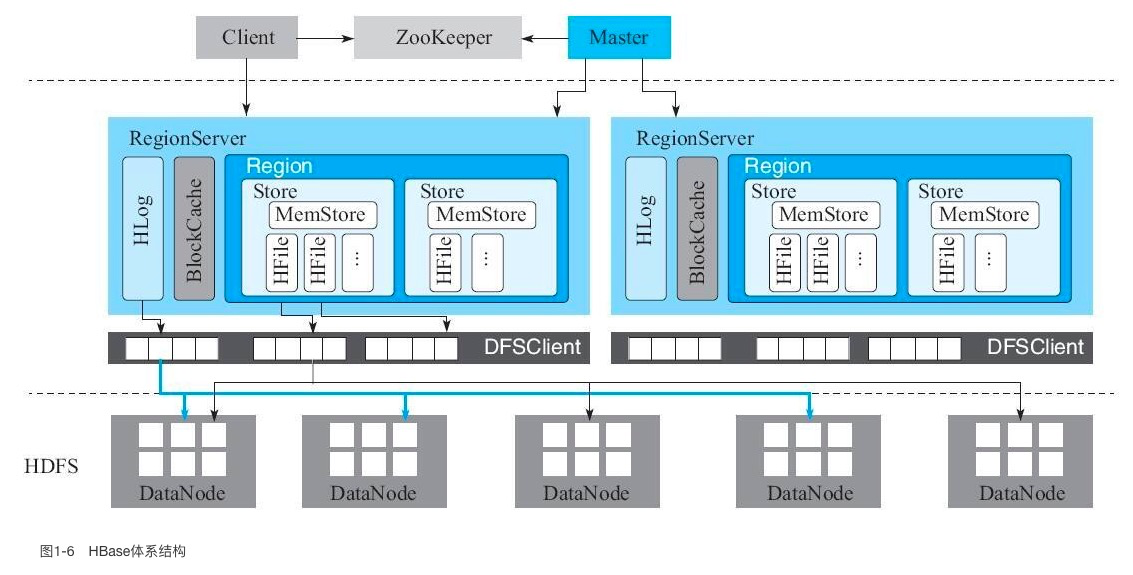 Client
ZooKeeper
Master
RegionServer
HLog
BlockCache
Region
Store
MemStore
HFile
HFile
...
Store
MemStore
HFile
...
RegionServer
HLog
BlockCache
Region
Store
MemStore
HFile
HFile
...
Store
MemStore
HFile
...
DFSClient
DFSClient
HDFS
DataNode
DataNode
DataNode
DataNode
DataNode
图1-6 HBase体系结构